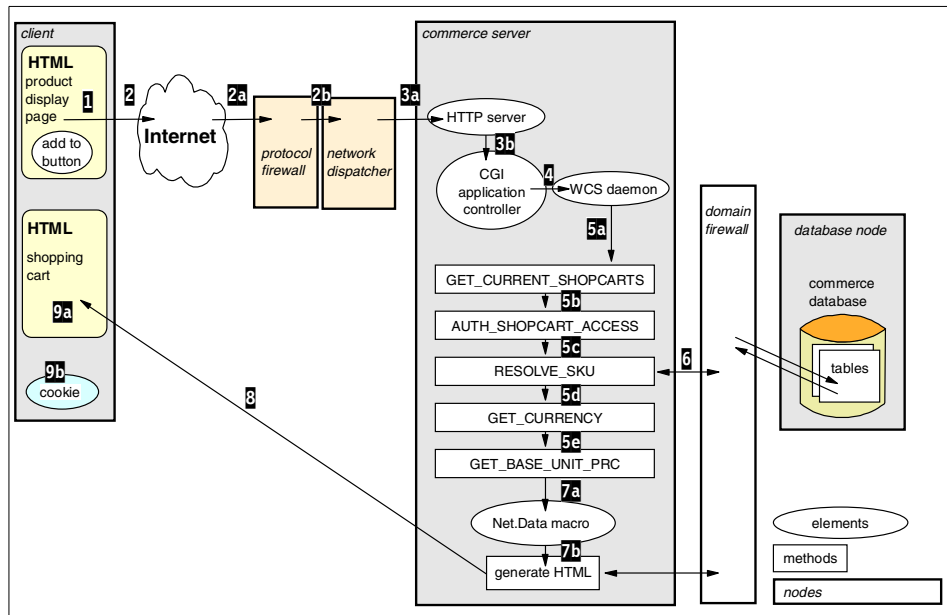 client
HTML
product
display
page
1
add to
button
2
Internet
2a
protocol
firewall
2b
network
dispatcher
3a
commerce server
HTTP server
3b
CGI
application
controller
4
WCS daemon
5a
GET_CURRENT_SHOPCARTS
5b
AUTH_SHOPCART_ACCESS
5c
RESOLVE_SKU
5d
GET_CURRENCY
5e
GET_BASE_UNIT_PRC
7a
Net.Data macro
7b
generate HTML
6
domain
firewall
database node
commerce
database
tables
HTML
shopping
cart
9a
9b
cookie
8
elements
methods
nodes